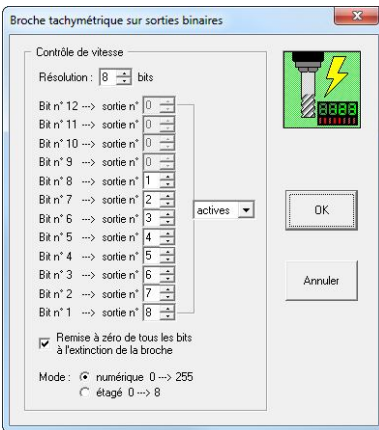 Broche tachymétrique sur sorties binaires
Contrôle de vitesse
Résolution : 8 bits
Bit n° 12 ---> sortie n° 0
Bit n° 11 ---> sortie n° 0
Bit n° 10 ---> sortie n° 0
Bit n° 9 ---> sortie n° 0
Bit n° 8 ---> sortie n° 1
Bit n° 7 ---> sortie n° 2
Bit n° 6 ---> sortie n° 3
actives
OK
Bit n° 5 ---> sortie n° 4
Bit n° 4 ---> sortie n° 5
Bit n° 3 ---> sortie n° 6
Annuler
Bit n° 2 ---> sortie n° 7
Bit n° 1 ---> sortie n° 8
Remise à zéro de tous les bits
à l'extinction de la broche
Mode : numérique 0 ---> 255
étagé 0 ---> 8
8888